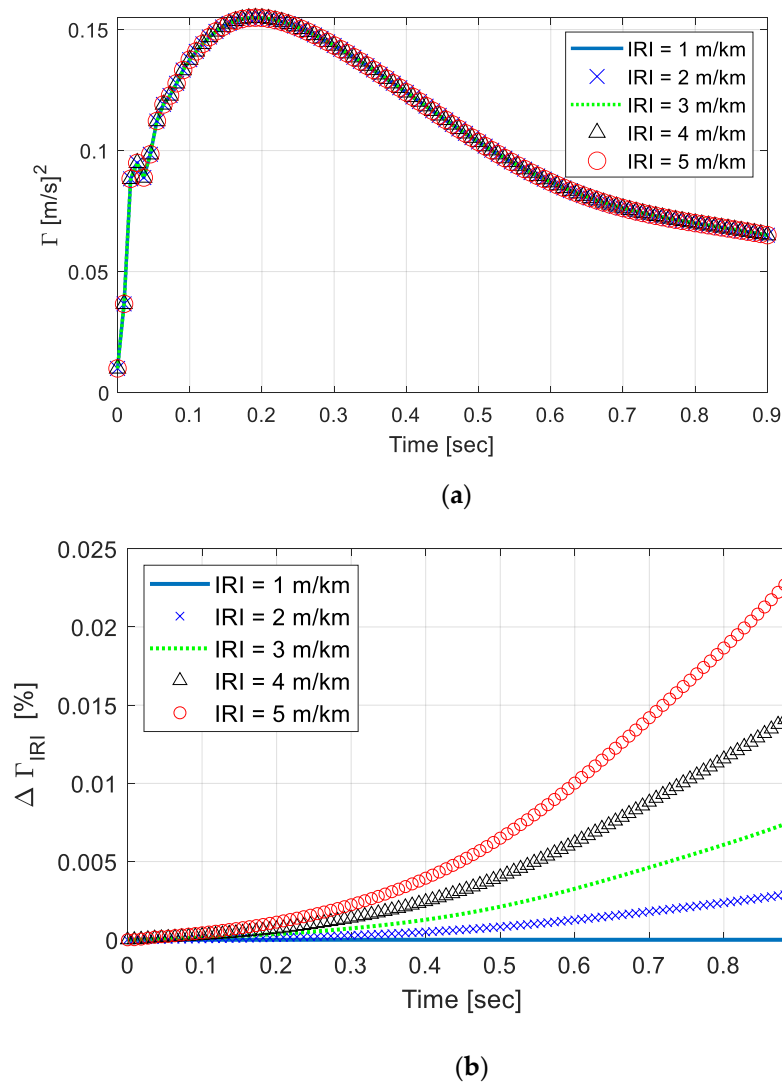 0.15
0.1
0.05
0
Γ [m/s]²
IRI = 1 m/km
IRI = 2 m/km
IRI = 3 m/km
IRI = 4 m/km
IRI = 5 m/km
0 0.1 0.2 0.3 0.4 0.5 0.6 0.7 0.8 0.9
Time [sec]
(a)
0.025
0.02
0.015
0.01
0.005
0
Δ Γ_IRI [%]
IRI = 1 m/km
IRI = 2 m/km
IRI = 3 m/km
IRI = 4 m/km
IRI = 5 m/km
0 0.1 0.2 0.3 0.4 0.5 0.6 0.7 0.8
Time [sec]
(b)